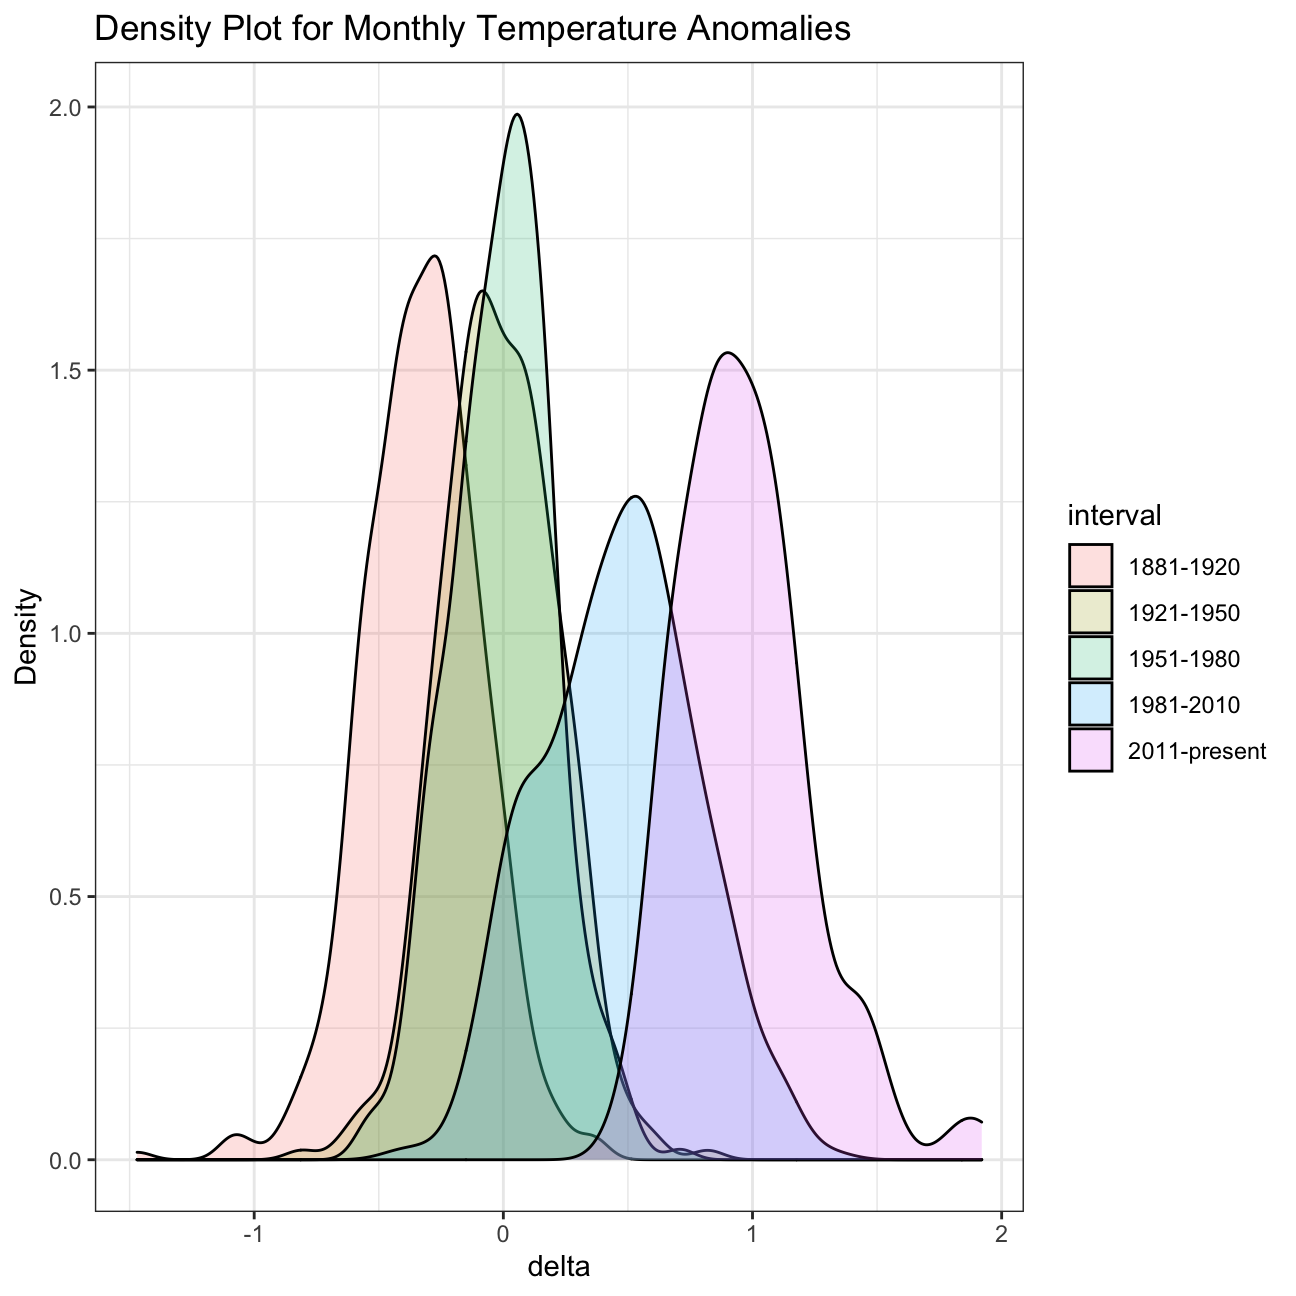 Density Plot for Monthly Temperature Anomalies
Density
2.0
1.5
1.0
0.5
0.0
-1
0
1
2
delta
interval
1881-1920
1921-1950
1951-1980
1981-2010
2011-present